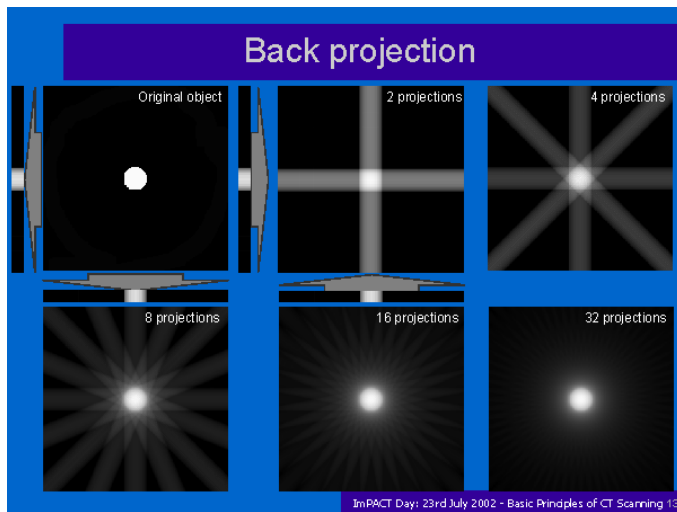 Back projection
Original object
2 projections
4 projections
8 projections
16 projections
32 projections
ImPACT Day: 23rd July 2002 - Basic Principles of CT Scanning 13